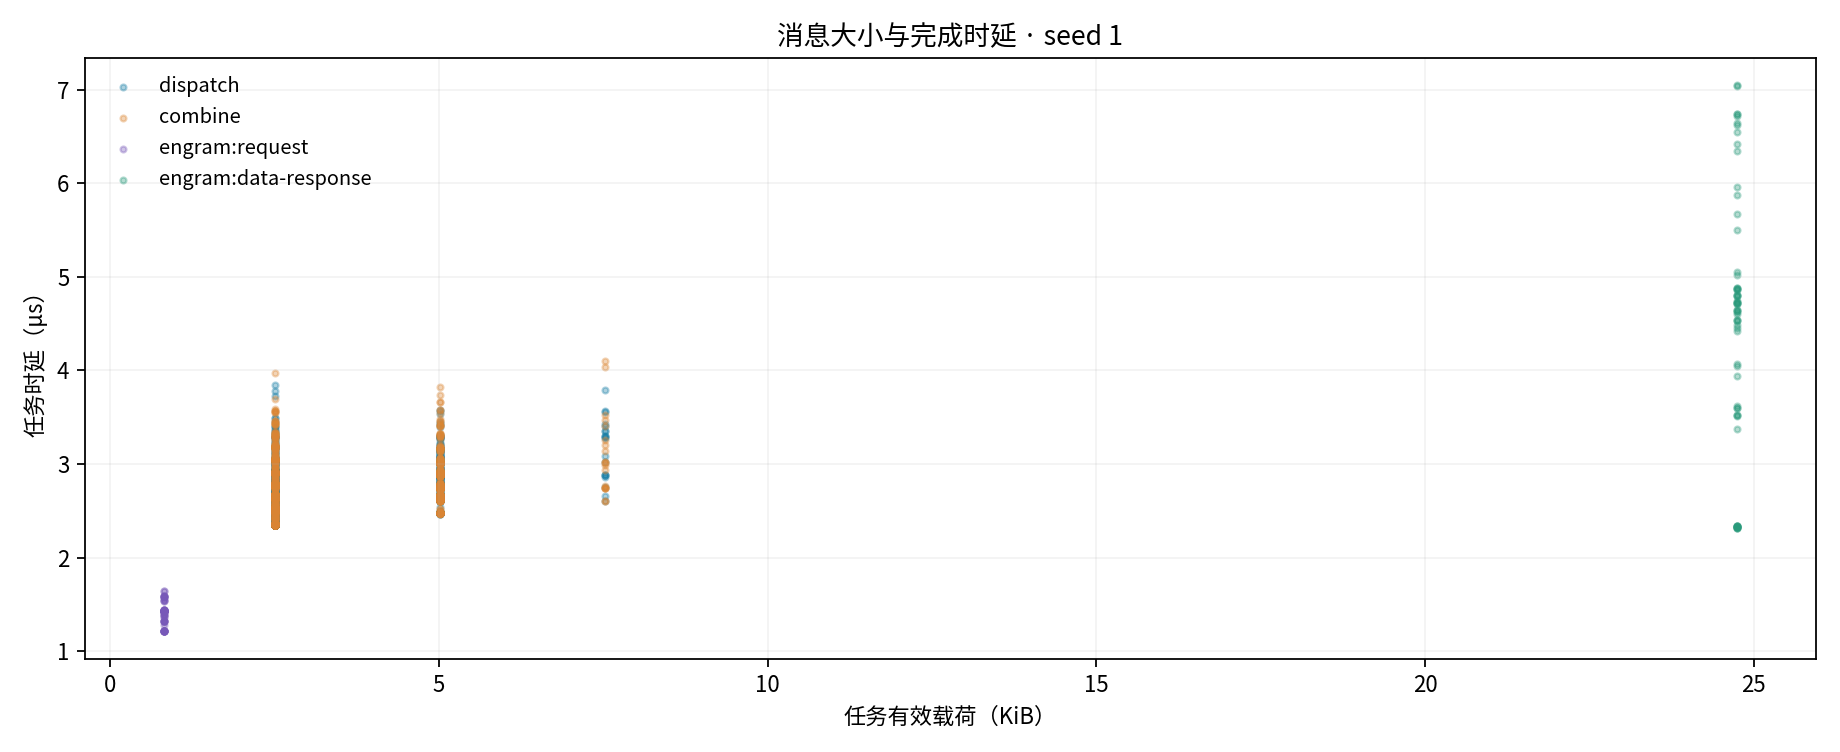 消息大小与完成时延 · seed 1
dispatch
combine
engram:request
engram:data-response
任务时延（μs）
7
6
5
4
3
2
1
0
5
10
15
20
25
任务有效载荷（KiB）